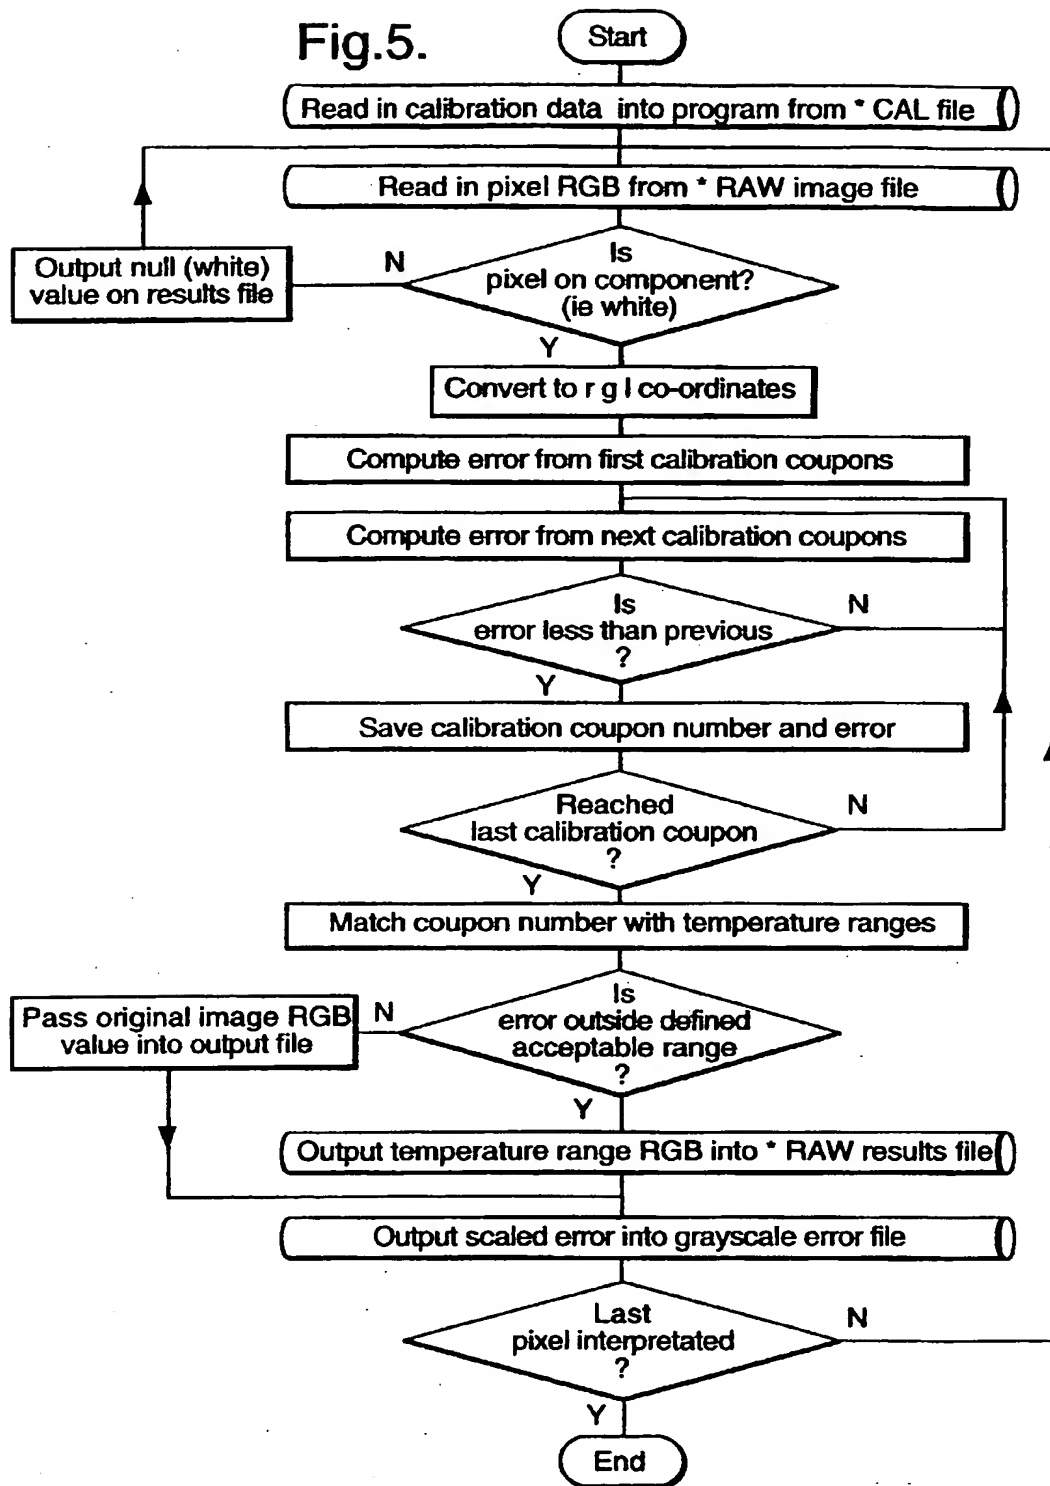 Fig.5.
Start
Read in calibration data into program from * CAL file
Read in pixel RGB from * RAW image file
Is
pixel on component?
(ie white)
N
Output null (white)
value on results file
Y
Convert to r g l co-ordinates
Compute error from first calibration coupons
Compute error from next calibration coupons
Is
error less than previous
?
N
Y
Save calibration coupon number and error
Reached
last calibration coupon
?
N
Y
Match coupon number with temperature ranges
Is
error outside defined
acceptable range
?
N
Pass original image RGB
value into output file
Y
Output temperature range RGB into * RAW results file
Output scaled error into grayscale error file
Last
pixel interpretated
?
N
Y
End